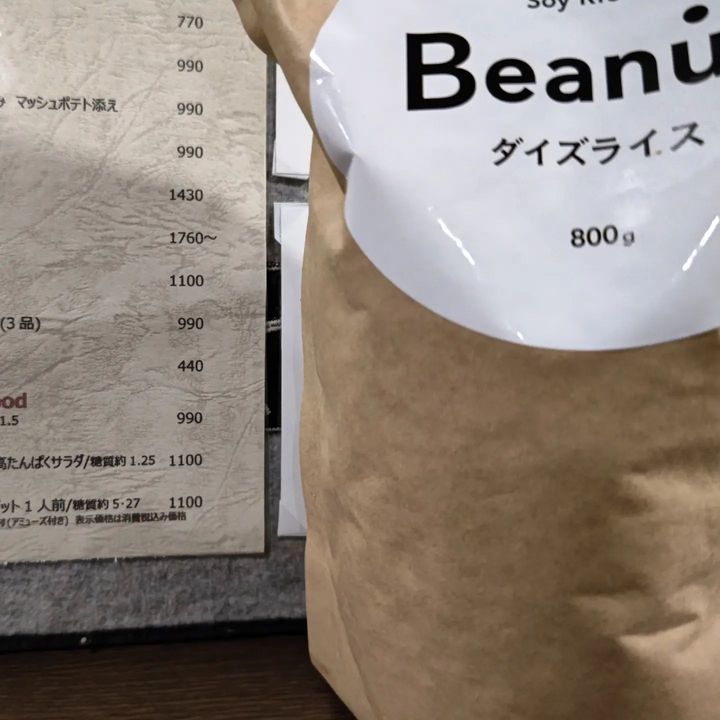 770
990
み マッシュポテト添え 990
990
1430
1760～
1100
(3品) 990
440
ood
1.5 990
高たんぱくサラダ/糖質約1.25 1100
ット1人前/糖質約5・27 1100
(アミューズ付き) 表示価格は消費税込み価格
Soy Ric
Beanu
ダイズライス
800g